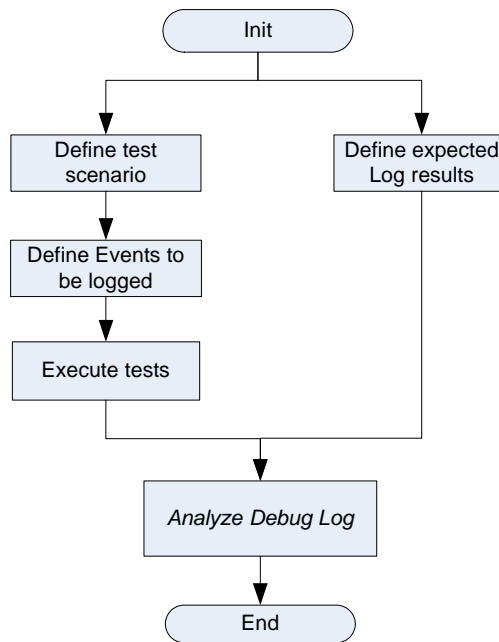 Init
Define test
scenario
Define expected
Log results
Define Events to
be logged
Execute tests
Analyze Debug Log
End